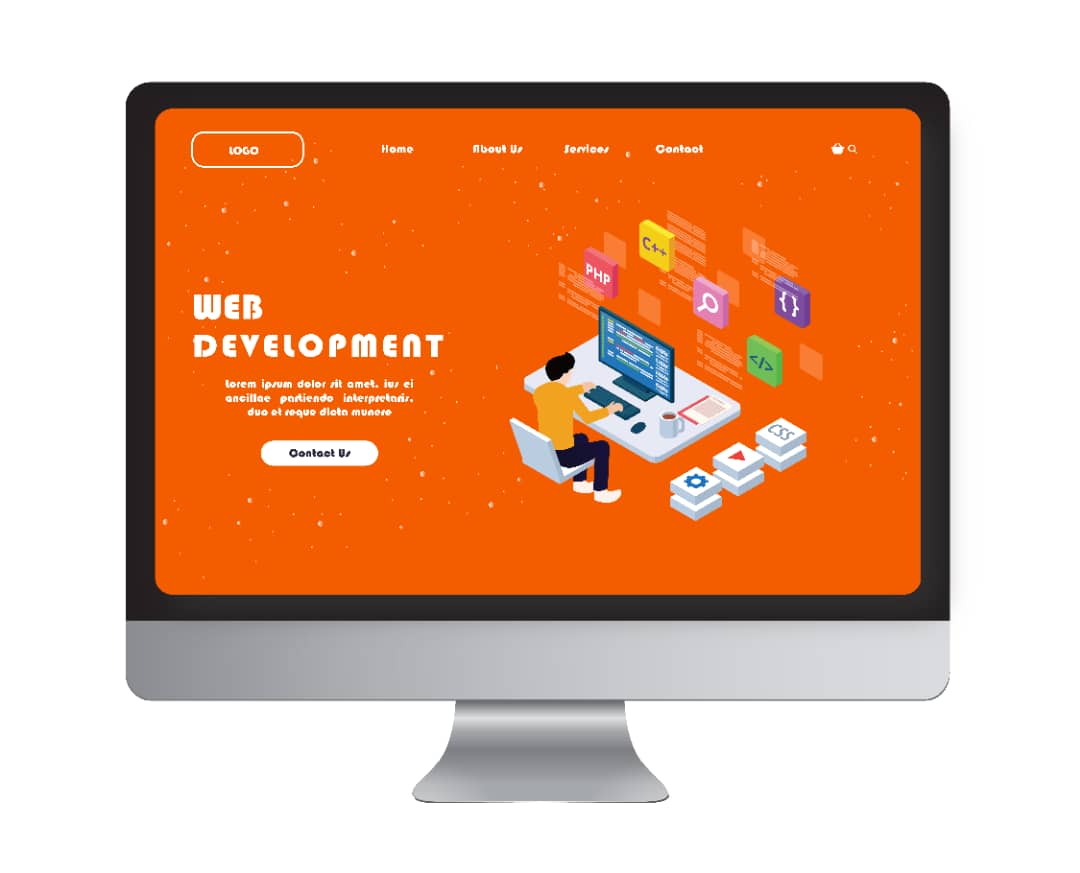 LOGO
Home About Us Services Contact
WEB
DEVELOPMENT
Lorem ipsum dolor sit amet, ius ei
ancillae partiendo interpretaris,
duo et reque dicta munere
Contact Us
C++
PHP
{}
</>
CSS